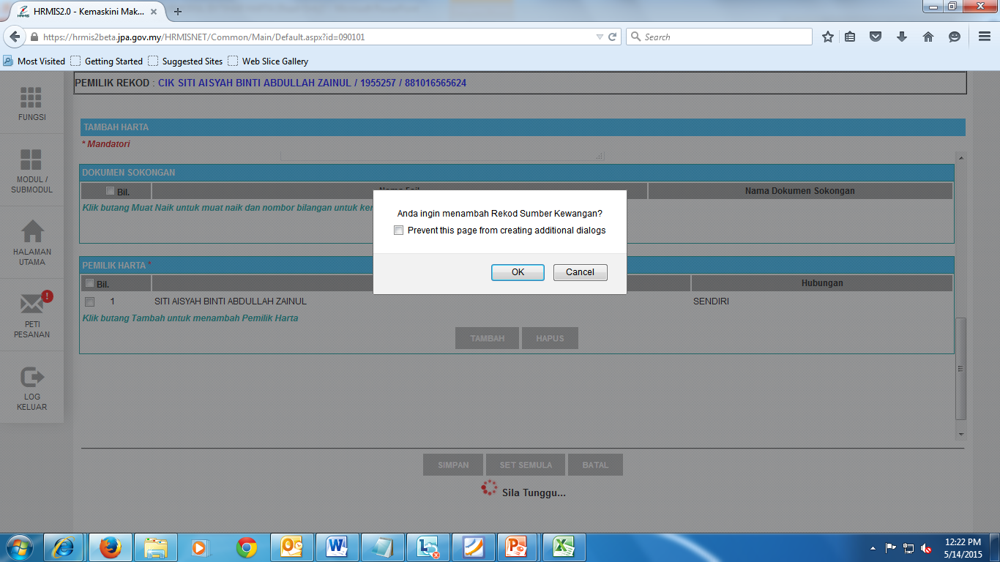 HRMIS2.0 - Kemaskini Mak...
https://hrmis2beta.jpa.gov.my/HRMISNET/Common/Main/Default.aspx?id=090101
Search
Most Visited Getting Started Suggested Sites Web Slice Gallery
PEMILIK REKOD : CIK SITI AISYAH BINTI ABDULLAH ZAINUL / 1955257 / 881016565624
FUNGSI
MODUL /
SUBMODUL
HALAMAN
UTAMA
PETI
PESANAN
LOG
KELUAR
TAMBAH HARTA
* Mandatori
DOKUMEN SOKONGAN
Bil. Nama Dokumen Sokongan
Klik butang Muat Naik untuk muat naik dan nombor bilangan untuk
Anda ingin menambah Rekod Sumber Kewangan?
Prevent this page from creating additional dialogs
OK Cancel
PEMILIK HARTA *
Bil. Hubungan
1 SITI AISYAH BINTI ABDULLAH ZAINUL SENDIRI
Klik butang Tambah untuk menambah Pemilik Harta
TAMBAH HAPUS
SIMPAN SET SEMULA BATAL
Sila Tunggu...
12:22 PM
5/14/2015